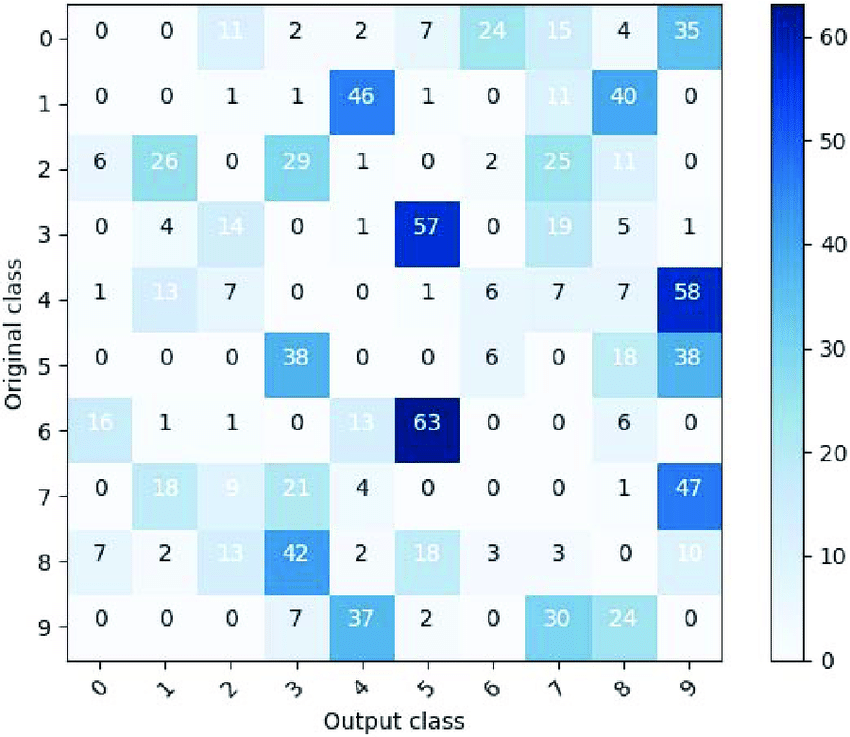 0 0 0 11 2 2 7 24 15 4 35
1 0 0 1 1 46 1 0 11 40 0
2 6 26 0 29 1 0 2 25 11 0
3 0 4 14 0 1 57 0 19 5 1
4 1 13 7 0 0 1 6 7 7 58
5 0 0 0 38 0 0 6 0 18 38
6 16 1 1 0 13 63 0 0 6 0
7 0 18 9 21 4 0 0 0 1 47
8 7 2 13 42 2 18 3 3 0 10
9 0 0 0 7 37 2 0 30 24 0
0 1 2 3 4 5 6 7 8 9
Original class
Output class
60
50
40
30
20
10
0